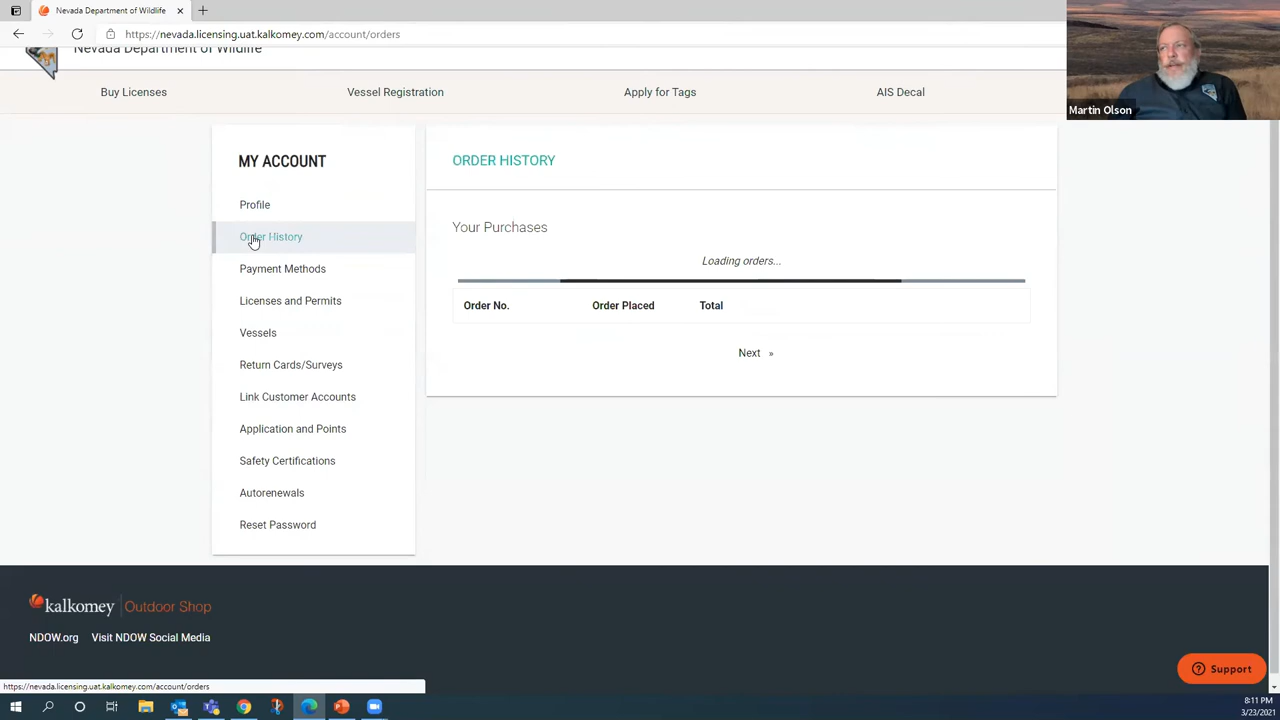 Nevada Department of Wildlife
https://nevada.licensing.uat.kalkomey.com/account/orders
Nevada Department of Wildlife
Martin Olson
Buy Licenses
Vessel Registration
Apply for Tags
AIS Decal
MY ACCOUNT
Profile
Order History
Payment Methods
Licenses and Permits
Vessels
Return Cards/Surveys
Link Customer Accounts
Application and Points
Safety Certifications
Autorenewals
Reset Password
ORDER HISTORY
Your Purchases
Loading orders...
Order No. Order Placed Total
Next »
kalkomey | Outdoor Shop
NDOW.org Visit NDOW Social Media
Support
https://nevada.licensing.uat.kalkomey.com/account/orders
8:11 PM
3/23/2021